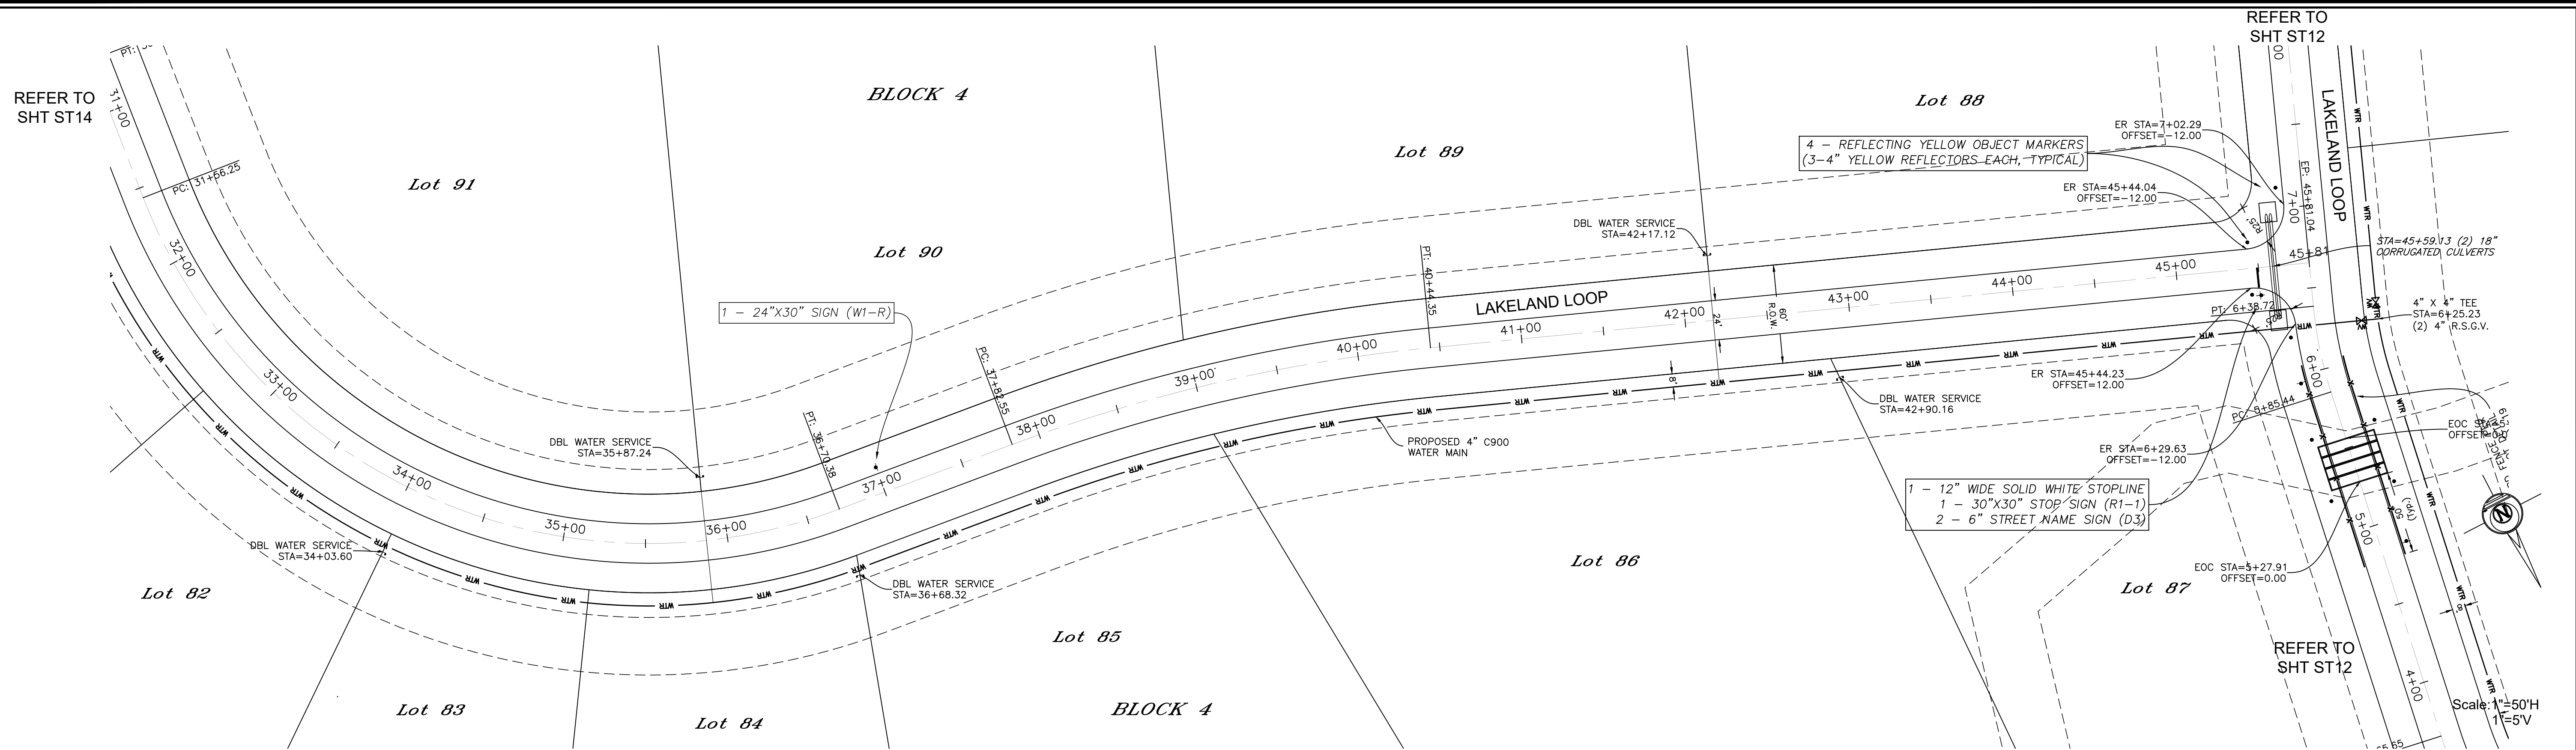 REFER TO
SHT ST12
REFER TO
SHT ST14
31+00
PC: 31+56.25
32+00
33+00
34+00
35+00
36+00
37+00
38+00
39+00
40+00
41+00
42+00
43+00
44+00
45+00
45+81
BLOCK 4
Lot 88
Lot 89
Lot 90
Lot 91
1 - 24"X30" SIGN (W1-R)
PT: 36+70.38
PC: 37+82.55
PT: 40+44.35
LAKELAND LOOP
DBL WATER SERVICE
STA=42+17.12
24'
60'
R.O.W.
8'
4 - REFLECTING YELLOW OBJECT MARKERS
(3-4" YELLOW REFLECTORS EACH, TYPICAL)
ER STA=7+02.29
OFFSET=-12.00
ER STA=45+44.04
OFFSET=-12.00
R25'
7+00
EP: 45+81.04
LAKELAND LOOP
STA=45+59.13 (2) 18"
CORRUGATED CULVERTS
4" X 4" TEE
STA=6+25.23
(2) 4" R.S.G.V.
PT: 6+38.72
6+00
ER STA=45+44.23
OFFSET=12.00
PC: 5+85.44
ER STA=6+29.63
OFFSET=-12.00
1 - 12" WIDE SOLID WHITE STOPLINE
1 - 30"X30" STOP SIGN (R1-1)
2 - 6" STREET NAME SIGN (D3)
EOC STA=5+27.91
OFFSET=0.00
50'
(Typ.)
5+00
8'
4+00
DBL WATER SERVICE
STA=42+90.16
PROPOSED 4" C900
WATER MAIN
DBL WATER SERVICE
STA=35+87.24
DBL WATER SERVICE
STA=34+03.60
DBL WATER SERVICE
STA=36+68.32
WTR
Lot 82
Lot 83
Lot 84
Lot 85
Lot 86
Lot 87
BLOCK 4
N
REFER TO
SHT ST12
Scale:1"=50'H
1"=5'V